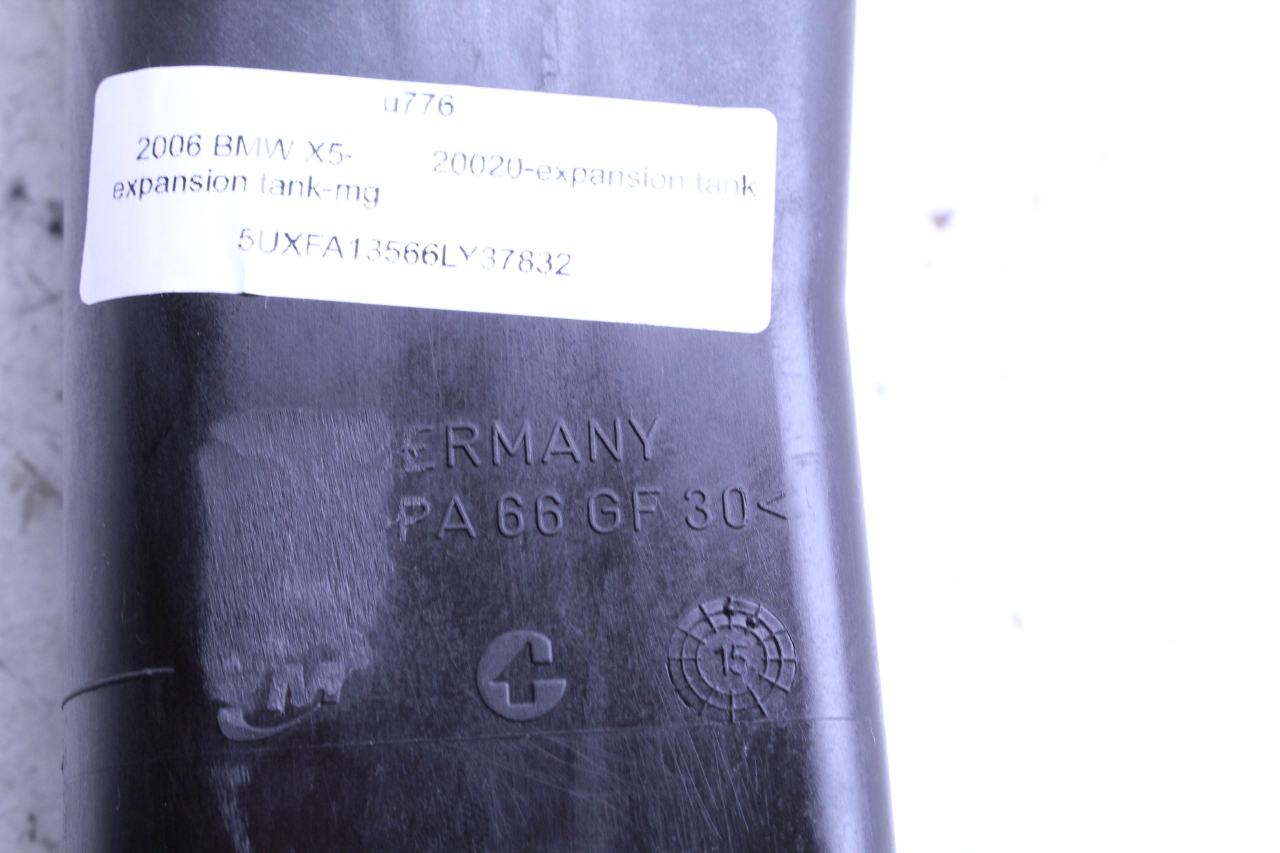 u776
2006 BMW X5-
expansion tank-mg
20020-expansion tank
5UXFA13566LY37832
ERMANY
PA 66 GF 30<
15